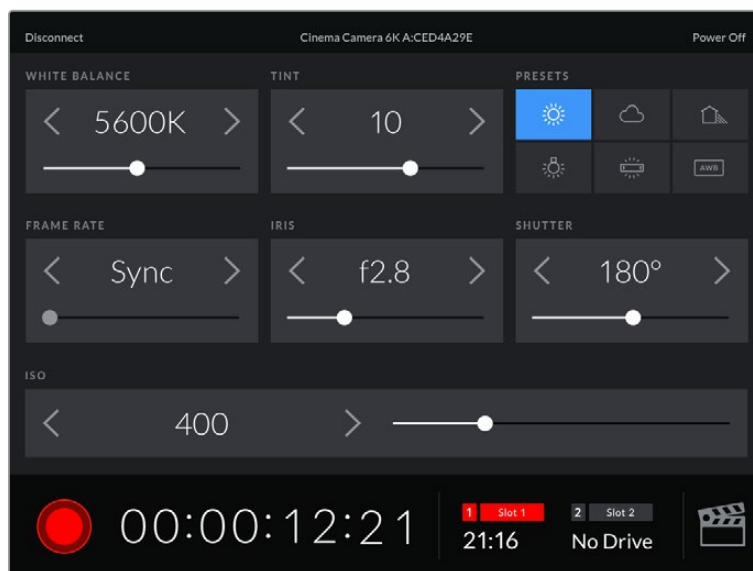 Disconnect Cinema Camera 6K A:CED4A29E Power Off
WHITE BALANCE TINT PRESETS
5600K 10
AWB
FRAME RATE IRIS SHUTTER
Sync f2.8 180°
ISO
400
00:00:12:21 1 Slot 1 2 Slot 2
21:16 No Drive